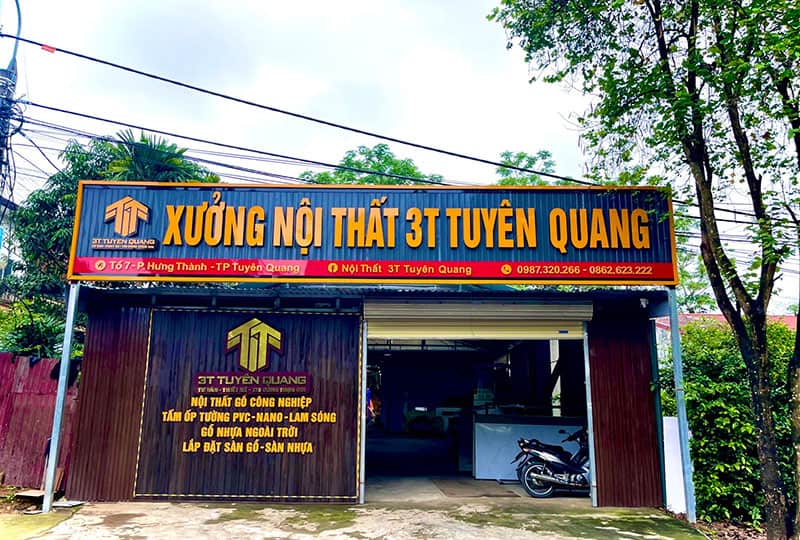 3T TUYÊN QUANG
XƯỞNG NỘI THẤT 3T TUYÊN QUANG
Tổ 7 - P. Hưng Thành - TP Tuyên Quang
Nội Thất 3T Tuyên Quang
0987.320.266 - 0862.623.222
3T TUYÊN QUANG
NỘI THẤT GỖ CÔNG NGHIỆP
TẤM ỐP TƯỜNG PVC-NANO-LAM SÓNG
GỖ NHỰA NGOÀI TRỜI
LẮP ĐẶT SÀN GỖ-SÀN NHỰA